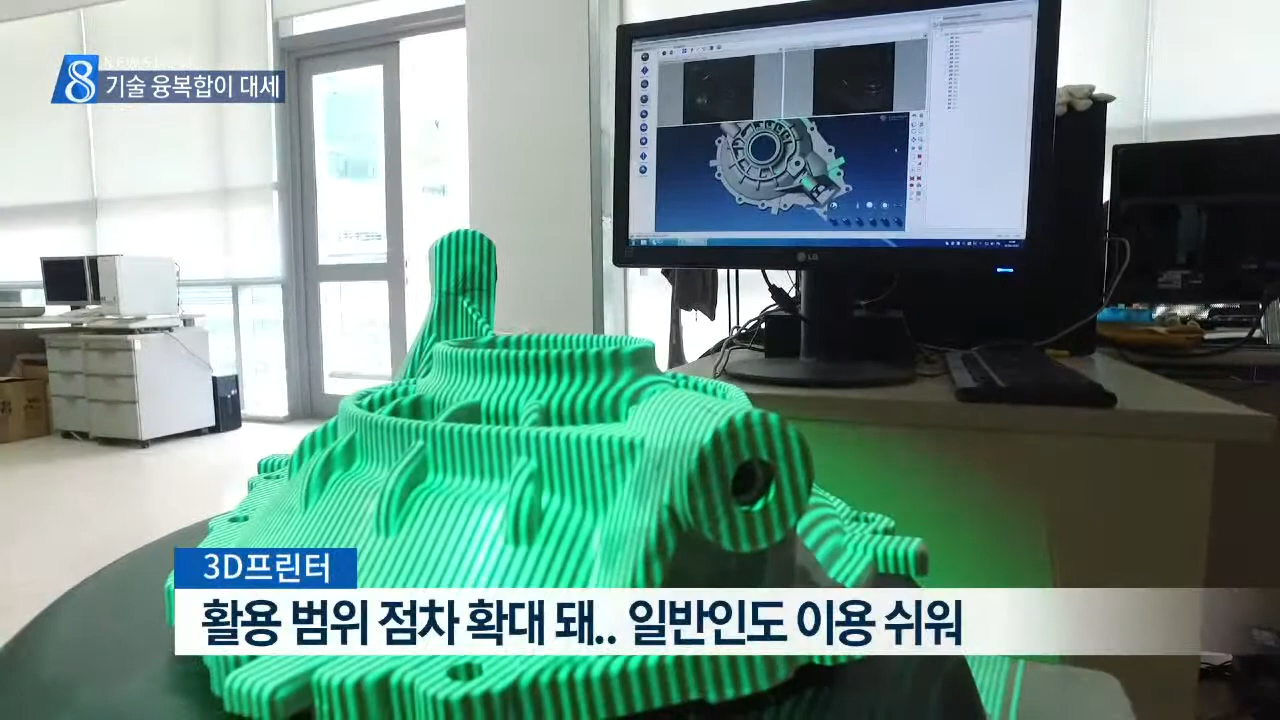 8 NEWS
기술 융복합이 대세
LG
3D프린터
활용 범위 점차 확대 돼.. 일반인도 이용 쉬워